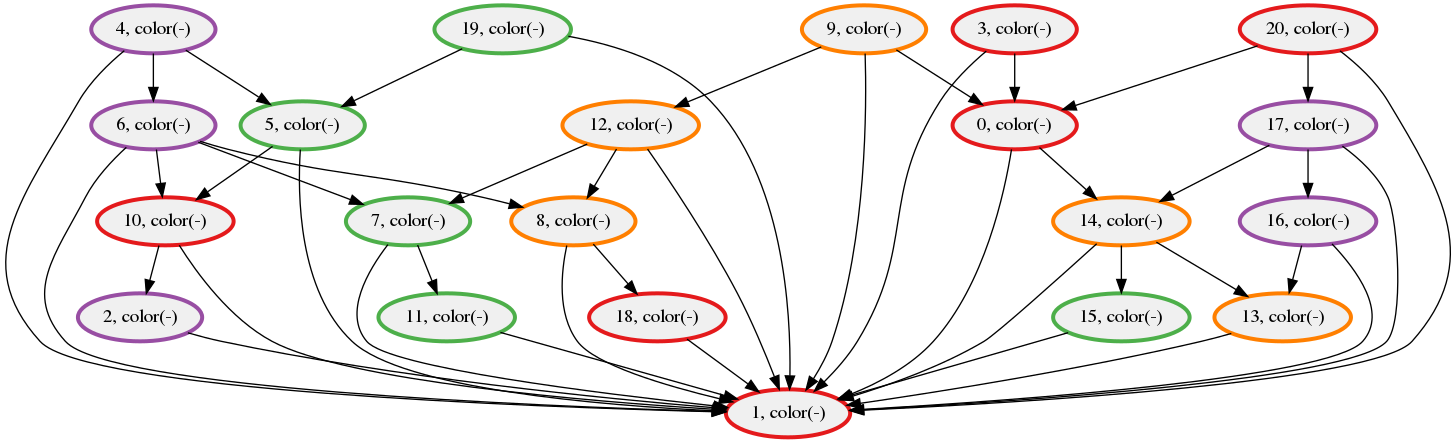 4, color(-)
19, color(-)
9, color(-)
3, color(-)
20, color(-)
6, color(-)
5, color(-)
12, color(-)
0, color(-)
17, color(-)
10, color(-)
7, color(-)
8, color(-)
14, color(-)
16, color(-)
2, color(-)
11, color(-)
18, color(-)
15, color(-)
13, color(-)
1, color(-)